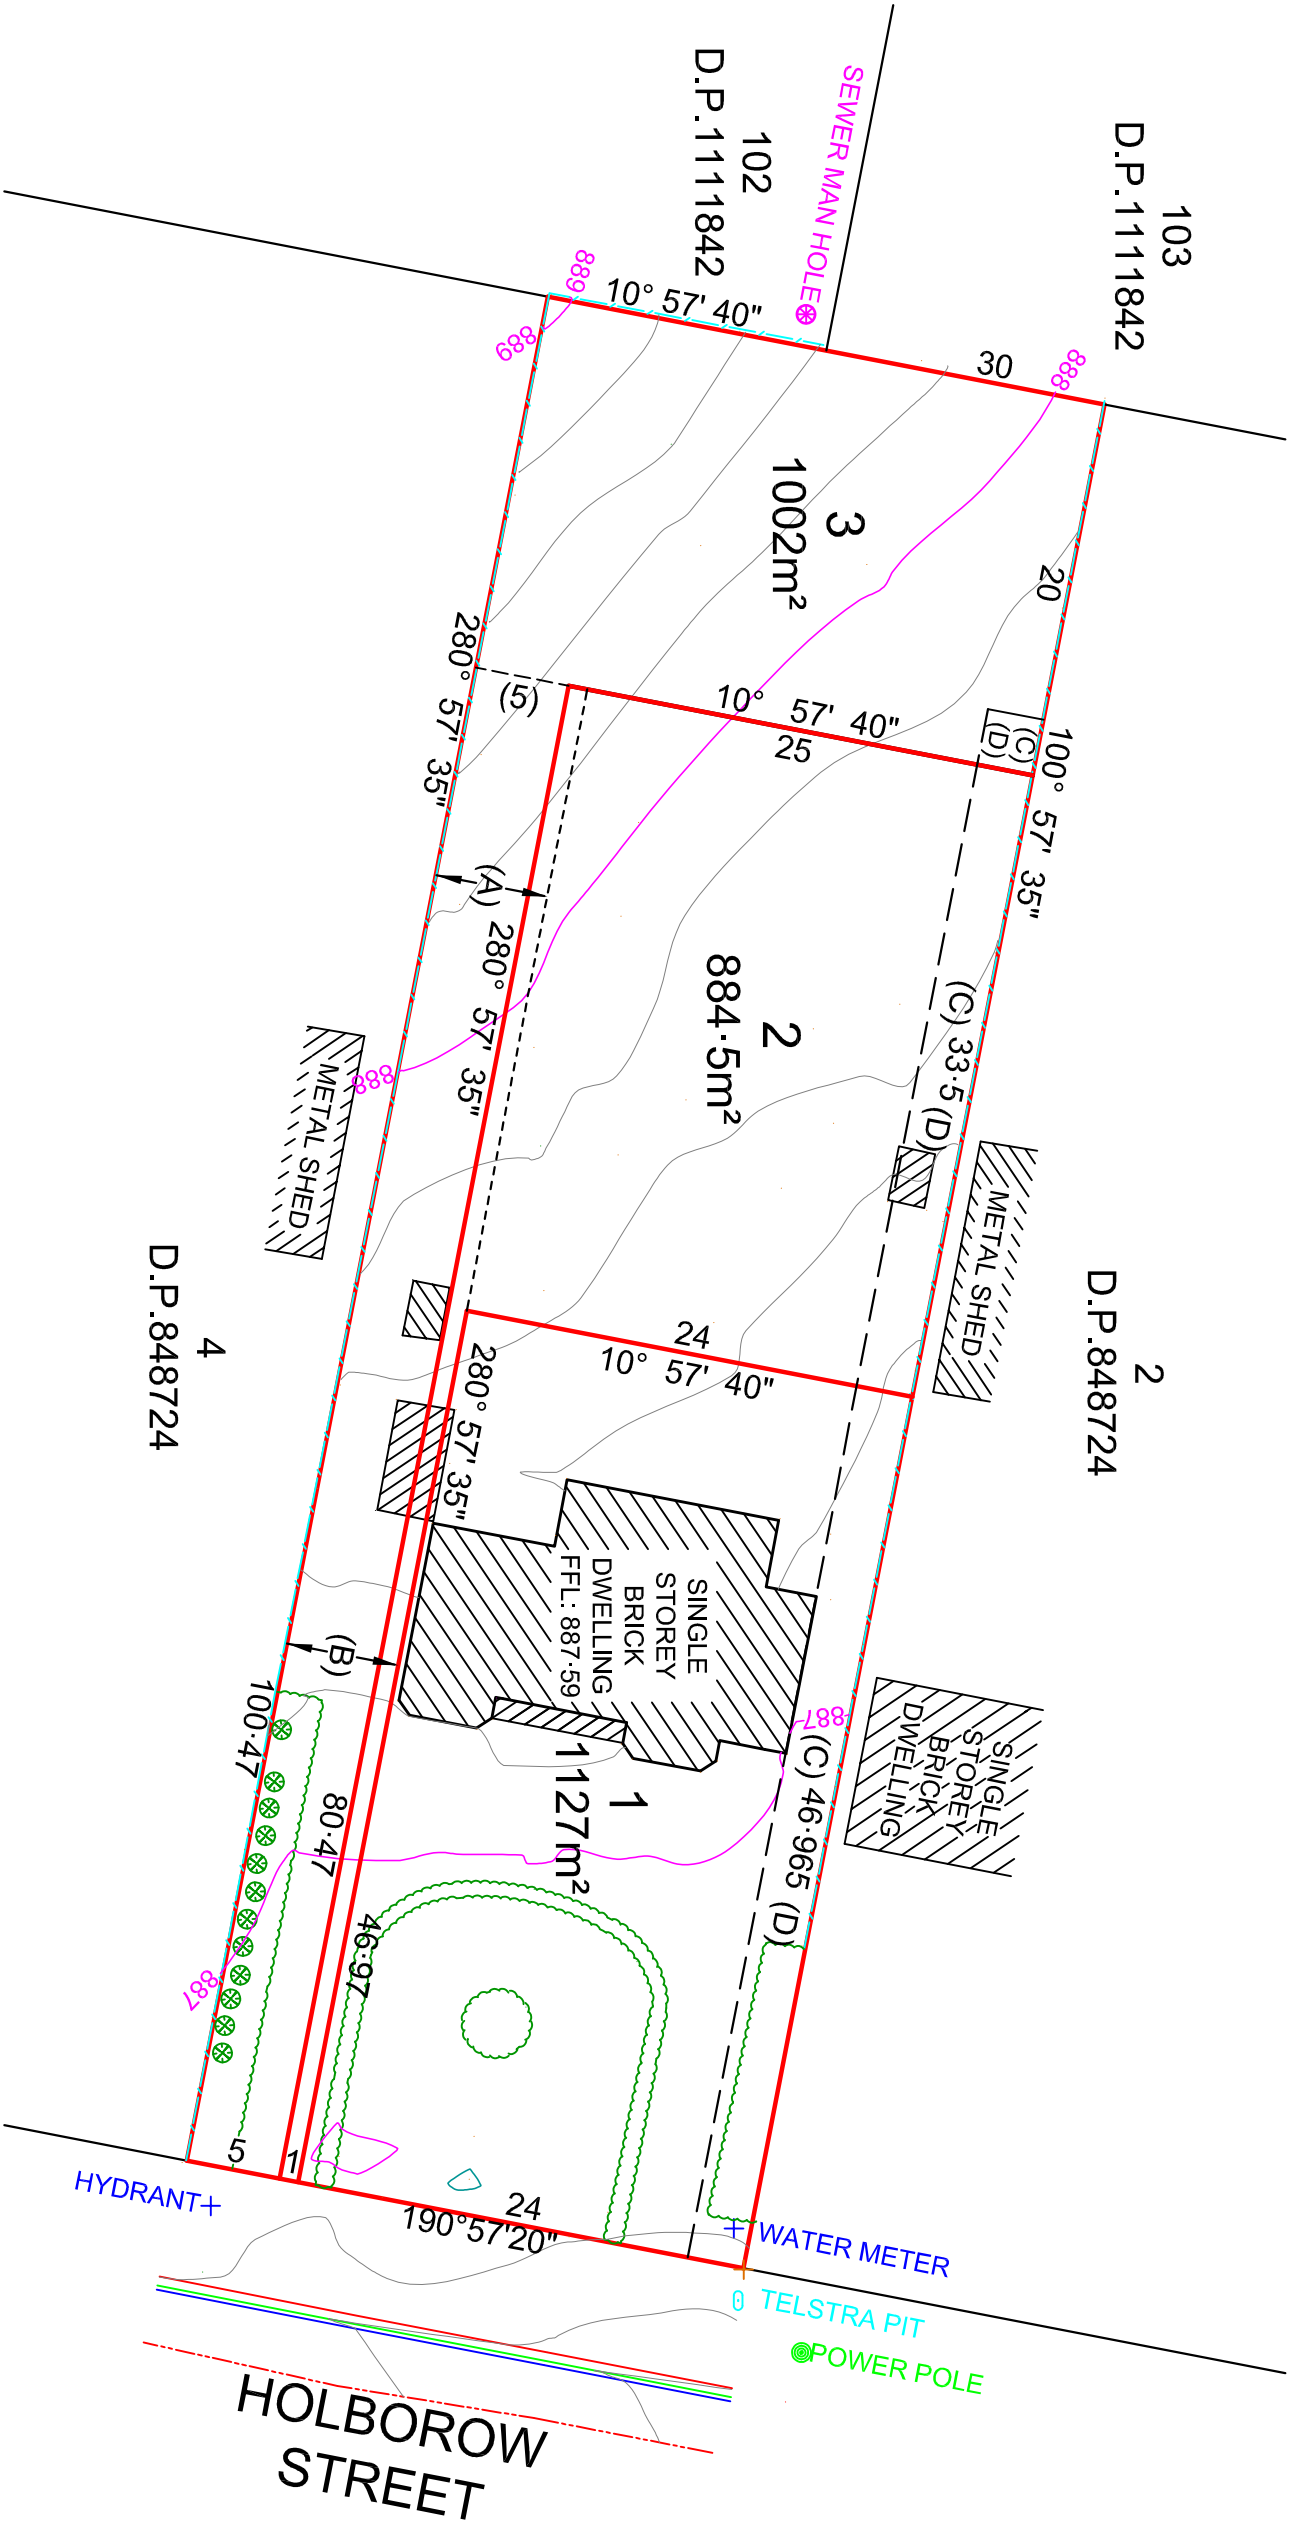 103
D.P.1111842
102
D.P.1111842
SEWER MAN HOLE
889
889
10° 57' 40"
30
888
3
1002m²
20
280° 57' 35"
(5)
10° 57' 40"
25
(C)
(D)
100° 57' 35"
(A)
280° 57' 35"
2
884·5m²
(C) 33·5 (D)
888
METAL SHED
METAL SHED
4
D.P.848724
2
D.P.848724
24
10° 57' 40"
280° 57' 35"
SINGLE
STOREY
BRICK
DWELLING
FFL: 887·59
(B)
887
SINGLE
STOREY
BRICK
DWELLING
100·47
80·47
1
1127m²
(C) 46·965 (D)
46·97
887
5
1
24
190°57'20"
HYDRANT
WATER METER
TELSTRA PIT
POWER POLE
HOLBOROW
STREET